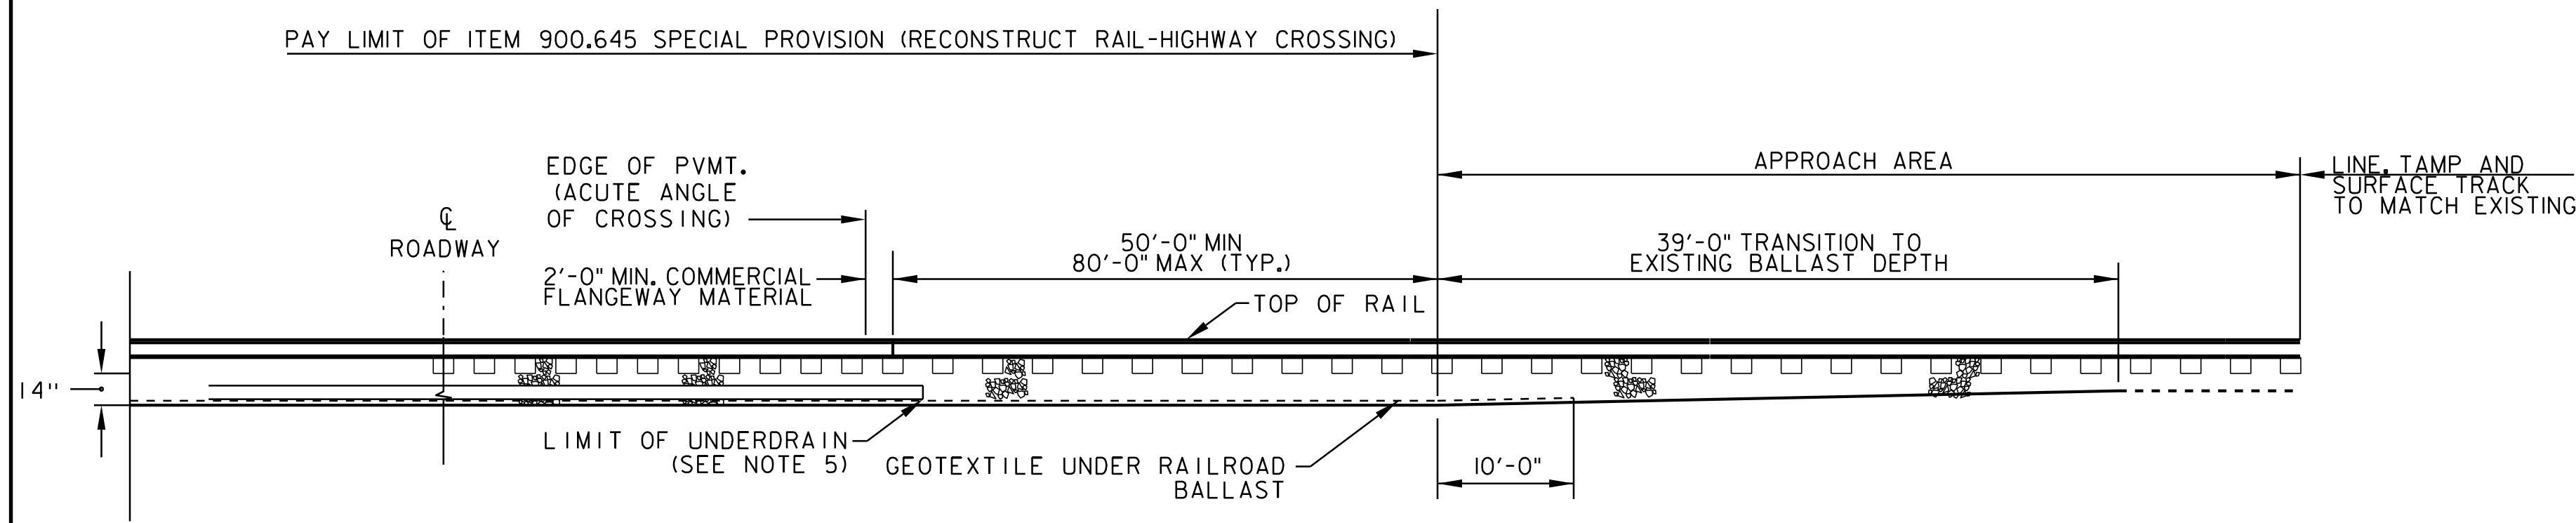 PAY LIMIT OF ITEM 900.645 SPECIAL PROVISION (RECONSTRUCT RAIL-HIGHWAY CROSSING)
EDGE OF PVMT.
(ACUTE ANGLE
OF CROSSING)
APPROACH AREA
LINE, TAMP AND
SURFACE TRACK
TO MATCH EXISTING
℄
ROADWAY
50'-0" MIN
80'-0" MAX (TYP.)
39'-0" TRANSITION TO
EXISTING BALLAST DEPTH
2'-0" MIN. COMMERCIAL
FLANGEWAY MATERIAL
TOP OF RAIL
14"
LIMIT OF UNDERDRAIN
(SEE NOTE 5)
GEOTEXTILE UNDER RAILROAD
BALLAST
10'-0"